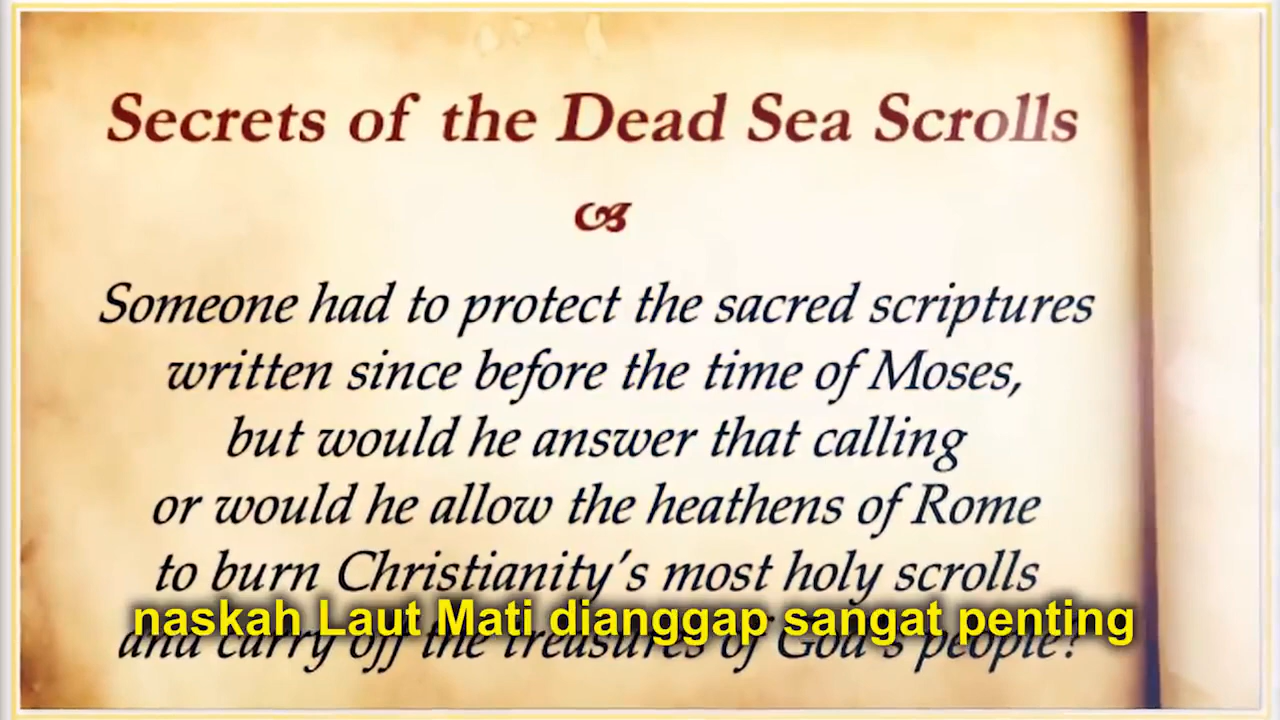 Secrets of the Dead Sea Scrolls
Someone had to protect the sacred scriptures
written since before the time of Moses,
but would he answer that calling
or would he allow the heathens of Rome
to burn Christianity's most holy scrolls
naskah Laut Mati dianggap sangat penting
and carry off the treasures of God's people?